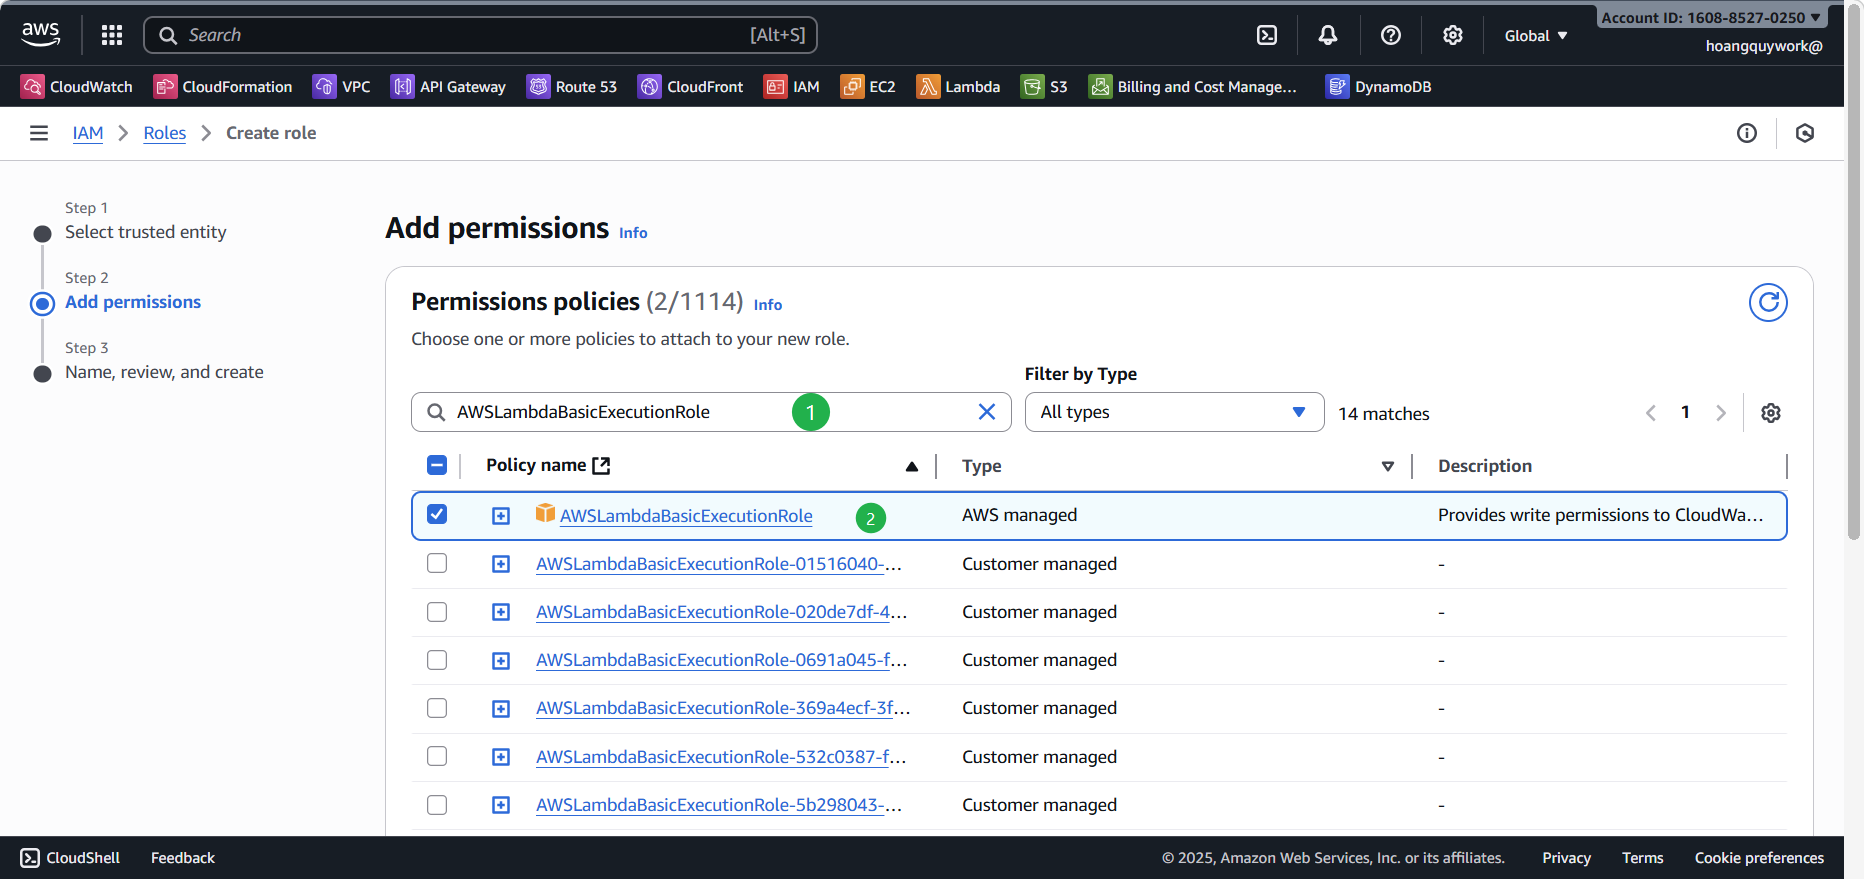 aws
Search
[Alt+S]
Global
Account ID: 1608-8527-0250
hoangquywork@
CloudWatch
CloudFormation
VPC
API Gateway
Route 53
CloudFront
IAM
EC2
Lambda
S3
Billing and Cost Manage...
DynamoDB
IAM
Roles
Create role
Step 1
Select trusted entity
Step 2
Add permissions
Step 3
Name, review, and create
Add permissions Info
Permissions policies (2/1114) Info
Choose one or more policies to attach to your new role.
Filter by Type
AWSLambdaBasicExecutionRole
1
All types
14 matches
1
Policy name
Type
Description
AWSLambdaBasicExecutionRole
2
AWS managed
Provides write permissions to CloudWa...
AWSLambdaBasicExecutionRole-01516040-...
Customer managed
-
AWSLambdaBasicExecutionRole-020de7df-4...
Customer managed
-
AWSLambdaBasicExecutionRole-0691a045-f...
Customer managed
-
AWSLambdaBasicExecutionRole-369a4ecf-3f...
Customer managed
-
AWSLambdaBasicExecutionRole-532c0387-f...
Customer managed
-
AWSLambdaBasicExecutionRole-5b298043-...
Customer managed
-
CloudShell
Feedback
© 2025, Amazon Web Services, Inc. or its affiliates.
Privacy
Terms
Cookie preferences